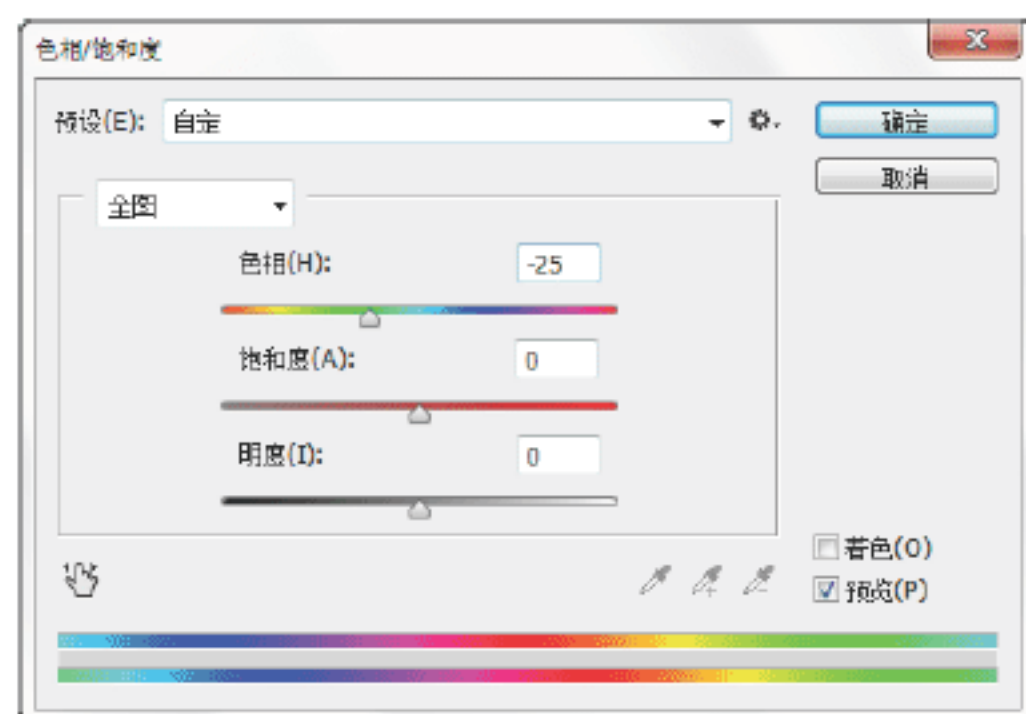 色相/饱和度
预设(E): 自定
确定
取消
全图
色相(H): -25
饱和度(A): 0
明度(I): 0
着色(O)
预览(P)